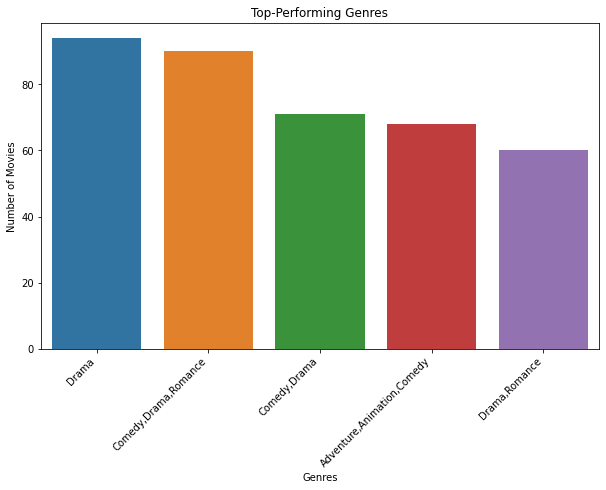 Top-Performing Genres
Number of Movies
80
60
40
20
0
Drama
Comedy,Drama,Romance
Comedy,Drama
Adventure,Animation,Comedy
Drama,Romance
Genres